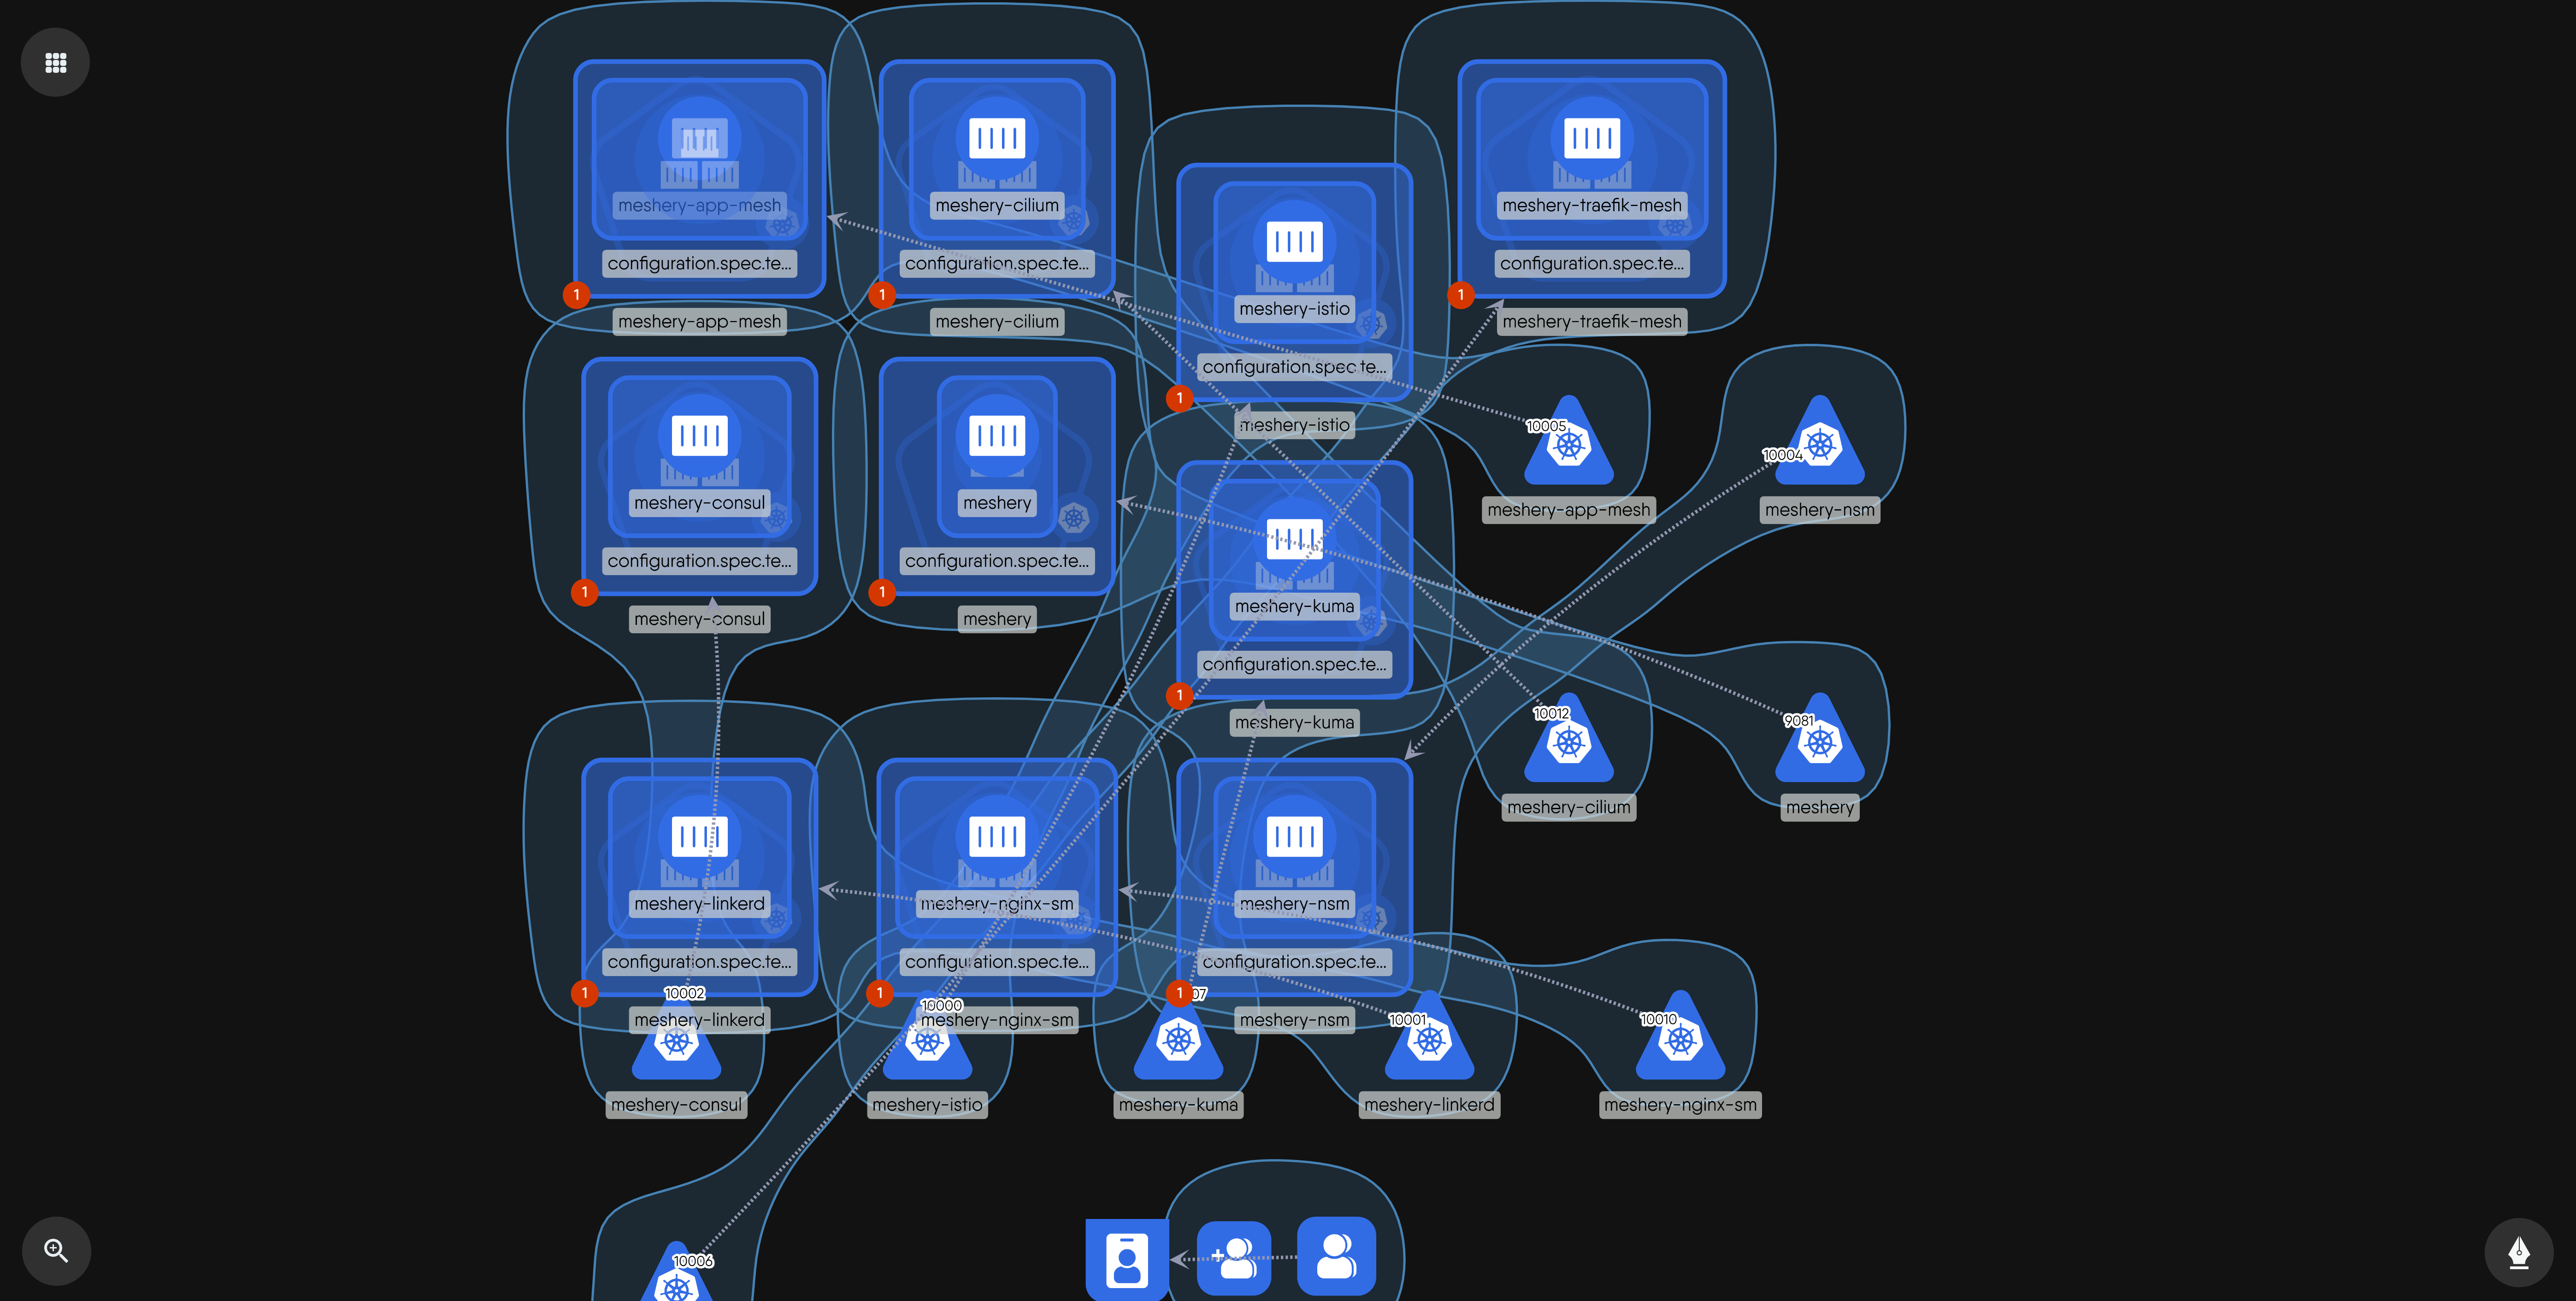 meshery-app-mesh
configuration.spec.te...
1
meshery-app-mesh
meshery-cilium
configuration.spec.te...
1
meshery-cilium
meshery-istio
configuration.spec.te...
1
meshery-istio
meshery-traefik-mesh
configuration.spec.te...
1
meshery-traefik-mesh
meshery-consul
configuration.spec.te...
1
meshery-consul
meshery
configuration.spec.te...
1
meshery
meshery-kuma
configuration.spec.te...
1
meshery-kuma
10005
meshery-app-mesh
10004
meshery-nsm
10012
meshery-cilium
9081
meshery
meshery-linkerd
configuration.spec.te...
1
meshery-linkerd
meshery-nginx-sm
configuration.spec.te...
1
meshery-nginx-sm
meshery-nsm
configuration.spec.te...
1
meshery-nsm
10002
meshery-consul
10000
meshery-istio
07
meshery-kuma
10001
meshery-linkerd
10010
meshery-nginx-sm
10006